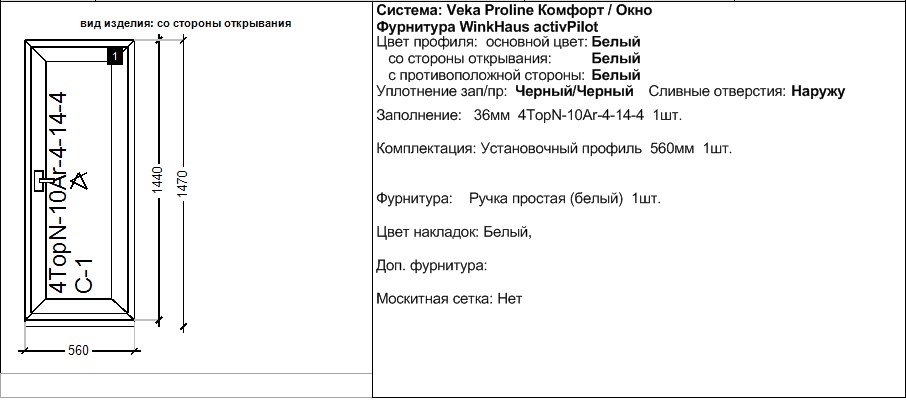 вид изделия: со стороны открывания
1
4TopN-10Ar-4-14-4
С-1
1440
1470
560
Система: Veka Proline Комфорт / Окно
Фурнитура WinkHaus activPilot
Цвет профиля: основной цвет: Белый
со стороны открывания: Белый
с противоположной стороны: Белый
Уплотнение зап/пр: Черный/Черный Сливные отверстия: Наружу
Заполнение: 36мм 4TopN-10Ar-4-14-4 1шт.
Комплектация: Установочный профиль 560мм 1шт.
Фурнитура: Ручка простая (белый) 1шт.
Цвет накладок: Белый,
Доп. фурнитура:
Москитная сетка: Нет